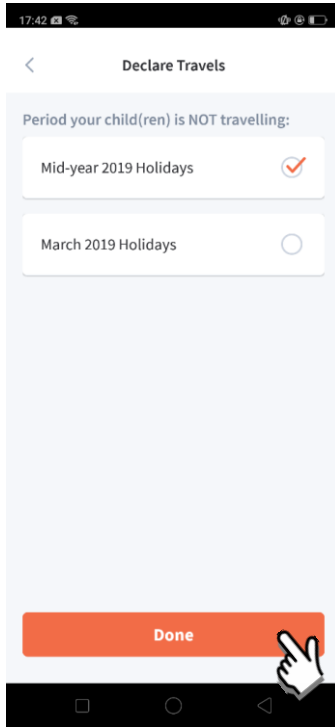 17:42
Declare Travels
Period your child(ren) is NOT travelling:
Mid-year 2019 Holidays
March 2019 Holidays
Done